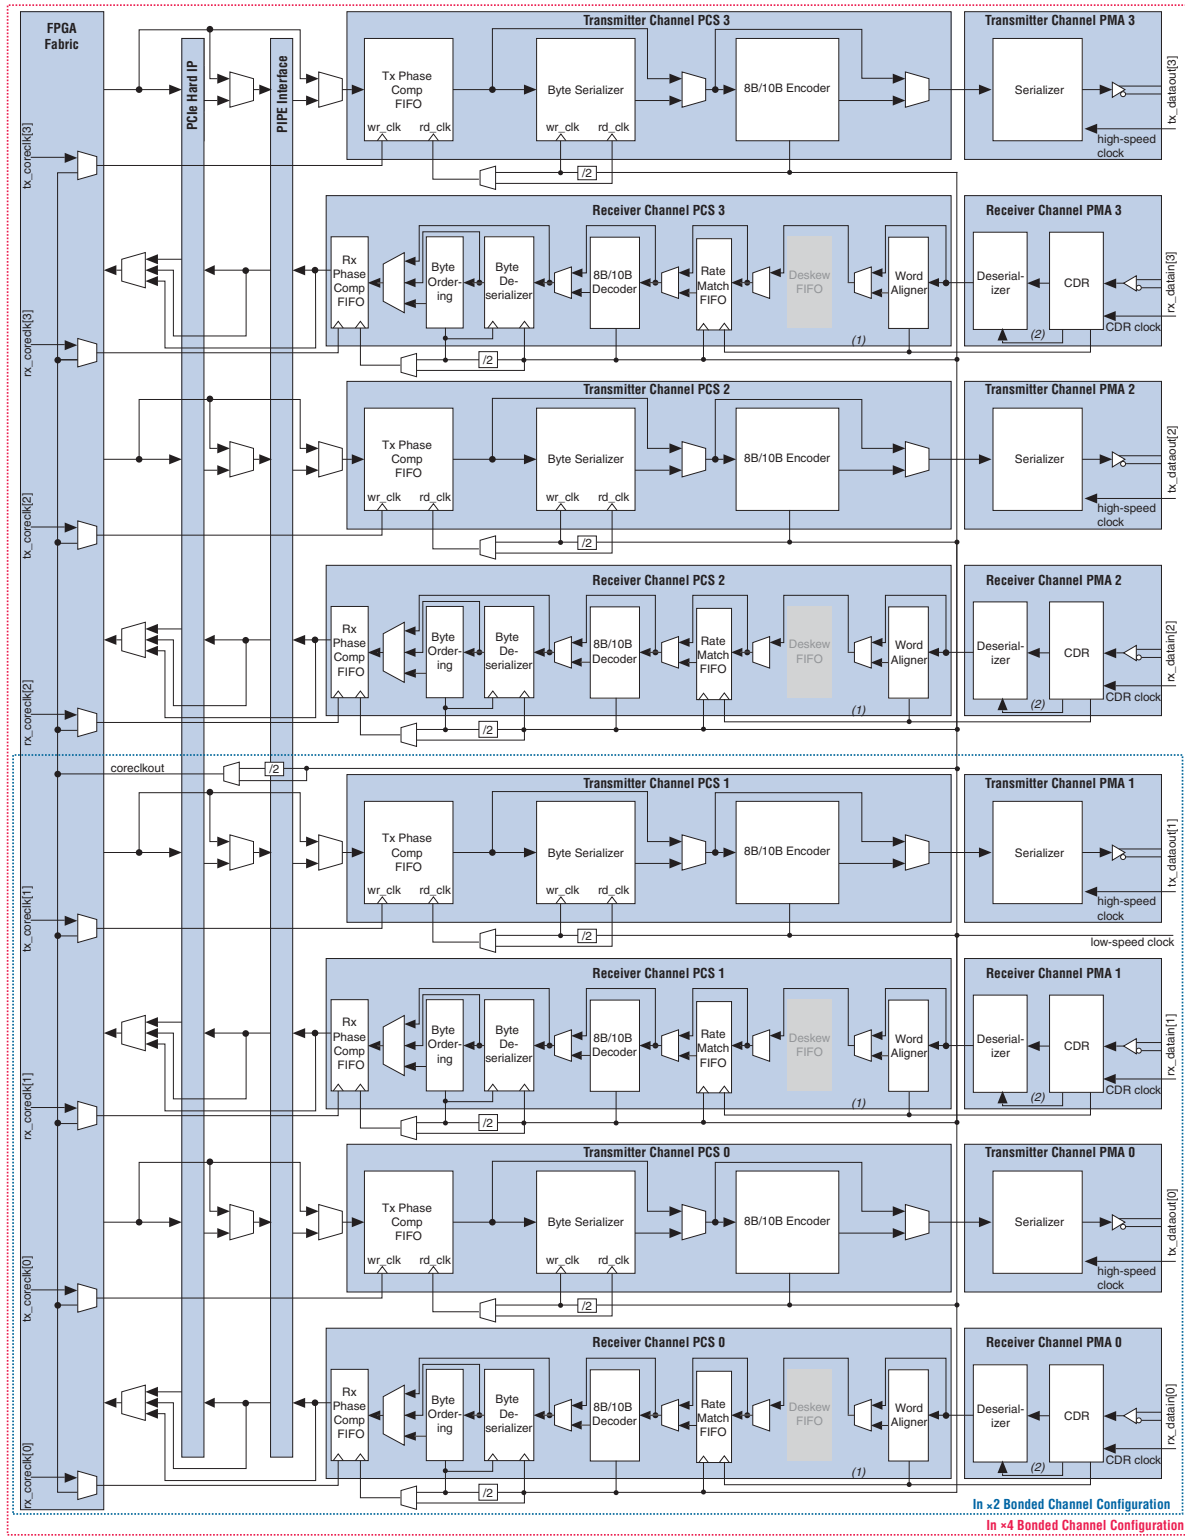 FPGA
Fabric
PCIe Hard IP
PIPE Interface
Transmitter Channel PCS 3
Tx Phase
Comp
FIFO
wr_clk
rd_clk
Byte Serializer
wr_clk
rd_clk
8B/10B Encoder
/2
Transmitter Channel PMA 3
Serializer
high-speed
clock
tx_dataout[3]
tx_coreclk[3]
Receiver Channel PCS 3
Rx
Phase
Comp
FIFO
Byte
Order-
ing
Byte
De-
serializer
8B/10B
Decoder
Rate
Match
FIFO
Deskew
FIFO
Word
Aligner
(1)
/2
Receiver Channel PMA 3
Deserial-
izer
CDR
(2)
CDR clock
rx_datain[3]
rx_coreclk[3]
Transmitter Channel PCS 2
Tx Phase
Comp
FIFO
wr_clk
rd_clk
Byte Serializer
wr_clk
rd_clk
8B/10B Encoder
/2
Transmitter Channel PMA 2
Serializer
high-speed
clock
tx_dataout[2]
tx_coreclk[2]
Receiver Channel PCS 2
Rx
Phase
Comp
FIFO
Byte
Order-
ing
Byte
De-
serializer
8B/10B
Decoder
Rate
Match
FIFO
Deskew
FIFO
Word
Aligner
(1)
/2
Receiver Channel PMA 2
Deserial-
izer
CDR
(2)
CDR clock
rx_datain[2]
rx_coreclk[2]
coreclkout
/2
Transmitter Channel PCS 1
Tx Phase
Comp
FIFO
wr_clk
rd_clk
Byte Serializer
wr_clk
rd_clk
8B/10B Encoder
/2
Transmitter Channel PMA 1
Serializer
high-speed
clock
tx_dataout[1]
low-speed clock
tx_coreclk[1]
Receiver Channel PCS 1
Rx
Phase
Comp
FIFO
Byte
Order-
ing
Byte
De-
serializer
8B/10B
Decoder
Rate
Match
FIFO
Deskew
FIFO
Word
Aligner
(1)
/2
Receiver Channel PMA 1
Deserial-
izer
CDR
(2)
CDR clock
rx_datain[1]
rx_coreclk[1]
Transmitter Channel PCS 0
Tx Phase
Comp
FIFO
wr_clk
rd_clk
Byte Serializer
wr_clk
rd_clk
8B/10B Encoder
/2
Transmitter Channel PMA 0
Serializer
high-speed
clock
tx_dataout[0]
tx_coreclk[0]
Receiver Channel PCS 0
Rx
Phase
Comp
FIFO
Byte
Order-
ing
Byte
De-
serializer
8B/10B
Decoder
Rate
Match
FIFO
Deskew
FIFO
Word
Aligner
(1)
/2
Receiver Channel PMA 0
Deserial-
izer
CDR
(2)
CDR clock
rx_datain[0]
rx_coreclk[0]
In ×2 Bonded Channel Configuration
In ×4 Bonded Channel Configuration